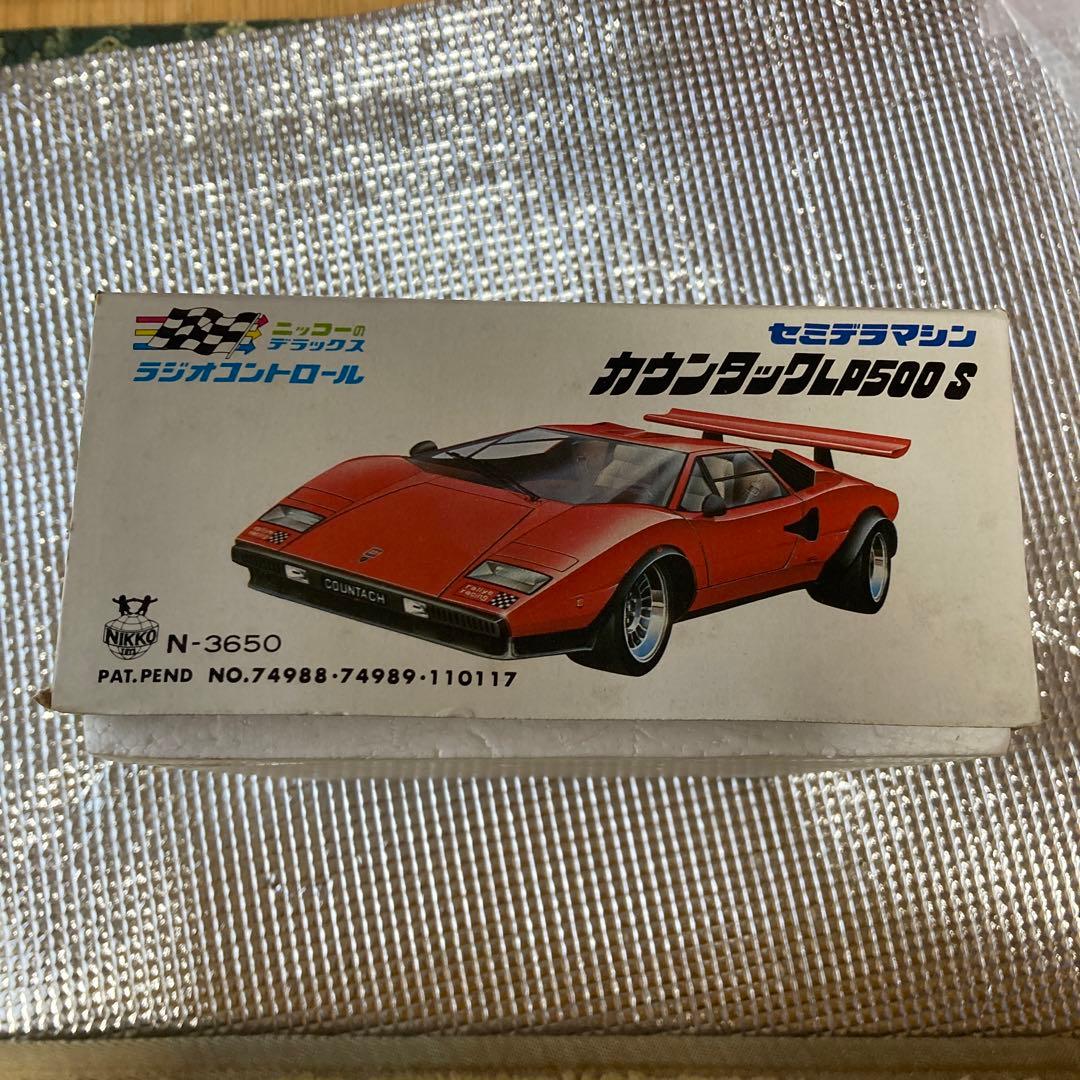 ニッコーの
デラックス
ラジオコントロール
セミデラマシン
カウンタックLP500 S
COUNTACH
rallye
racing
NIKKO
N-3650
PAT.PEND NO.74988・74989・110117